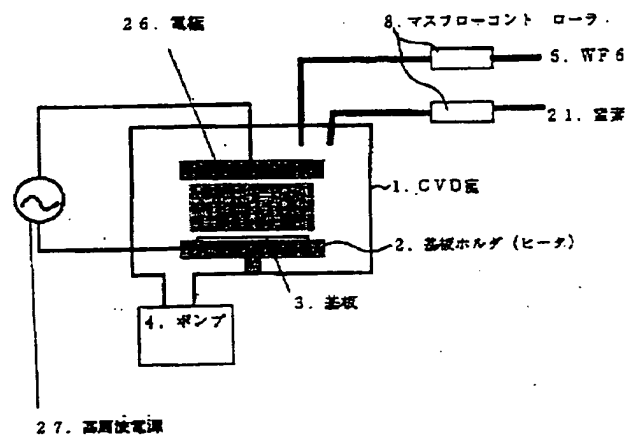 26. 電極
8. マスフローコントローラ
5. WF6
21. 窒素
1. CVD室
2. 基板ホルダ (ヒータ)
3. 基板
4. ポンプ
27. 高周波電源